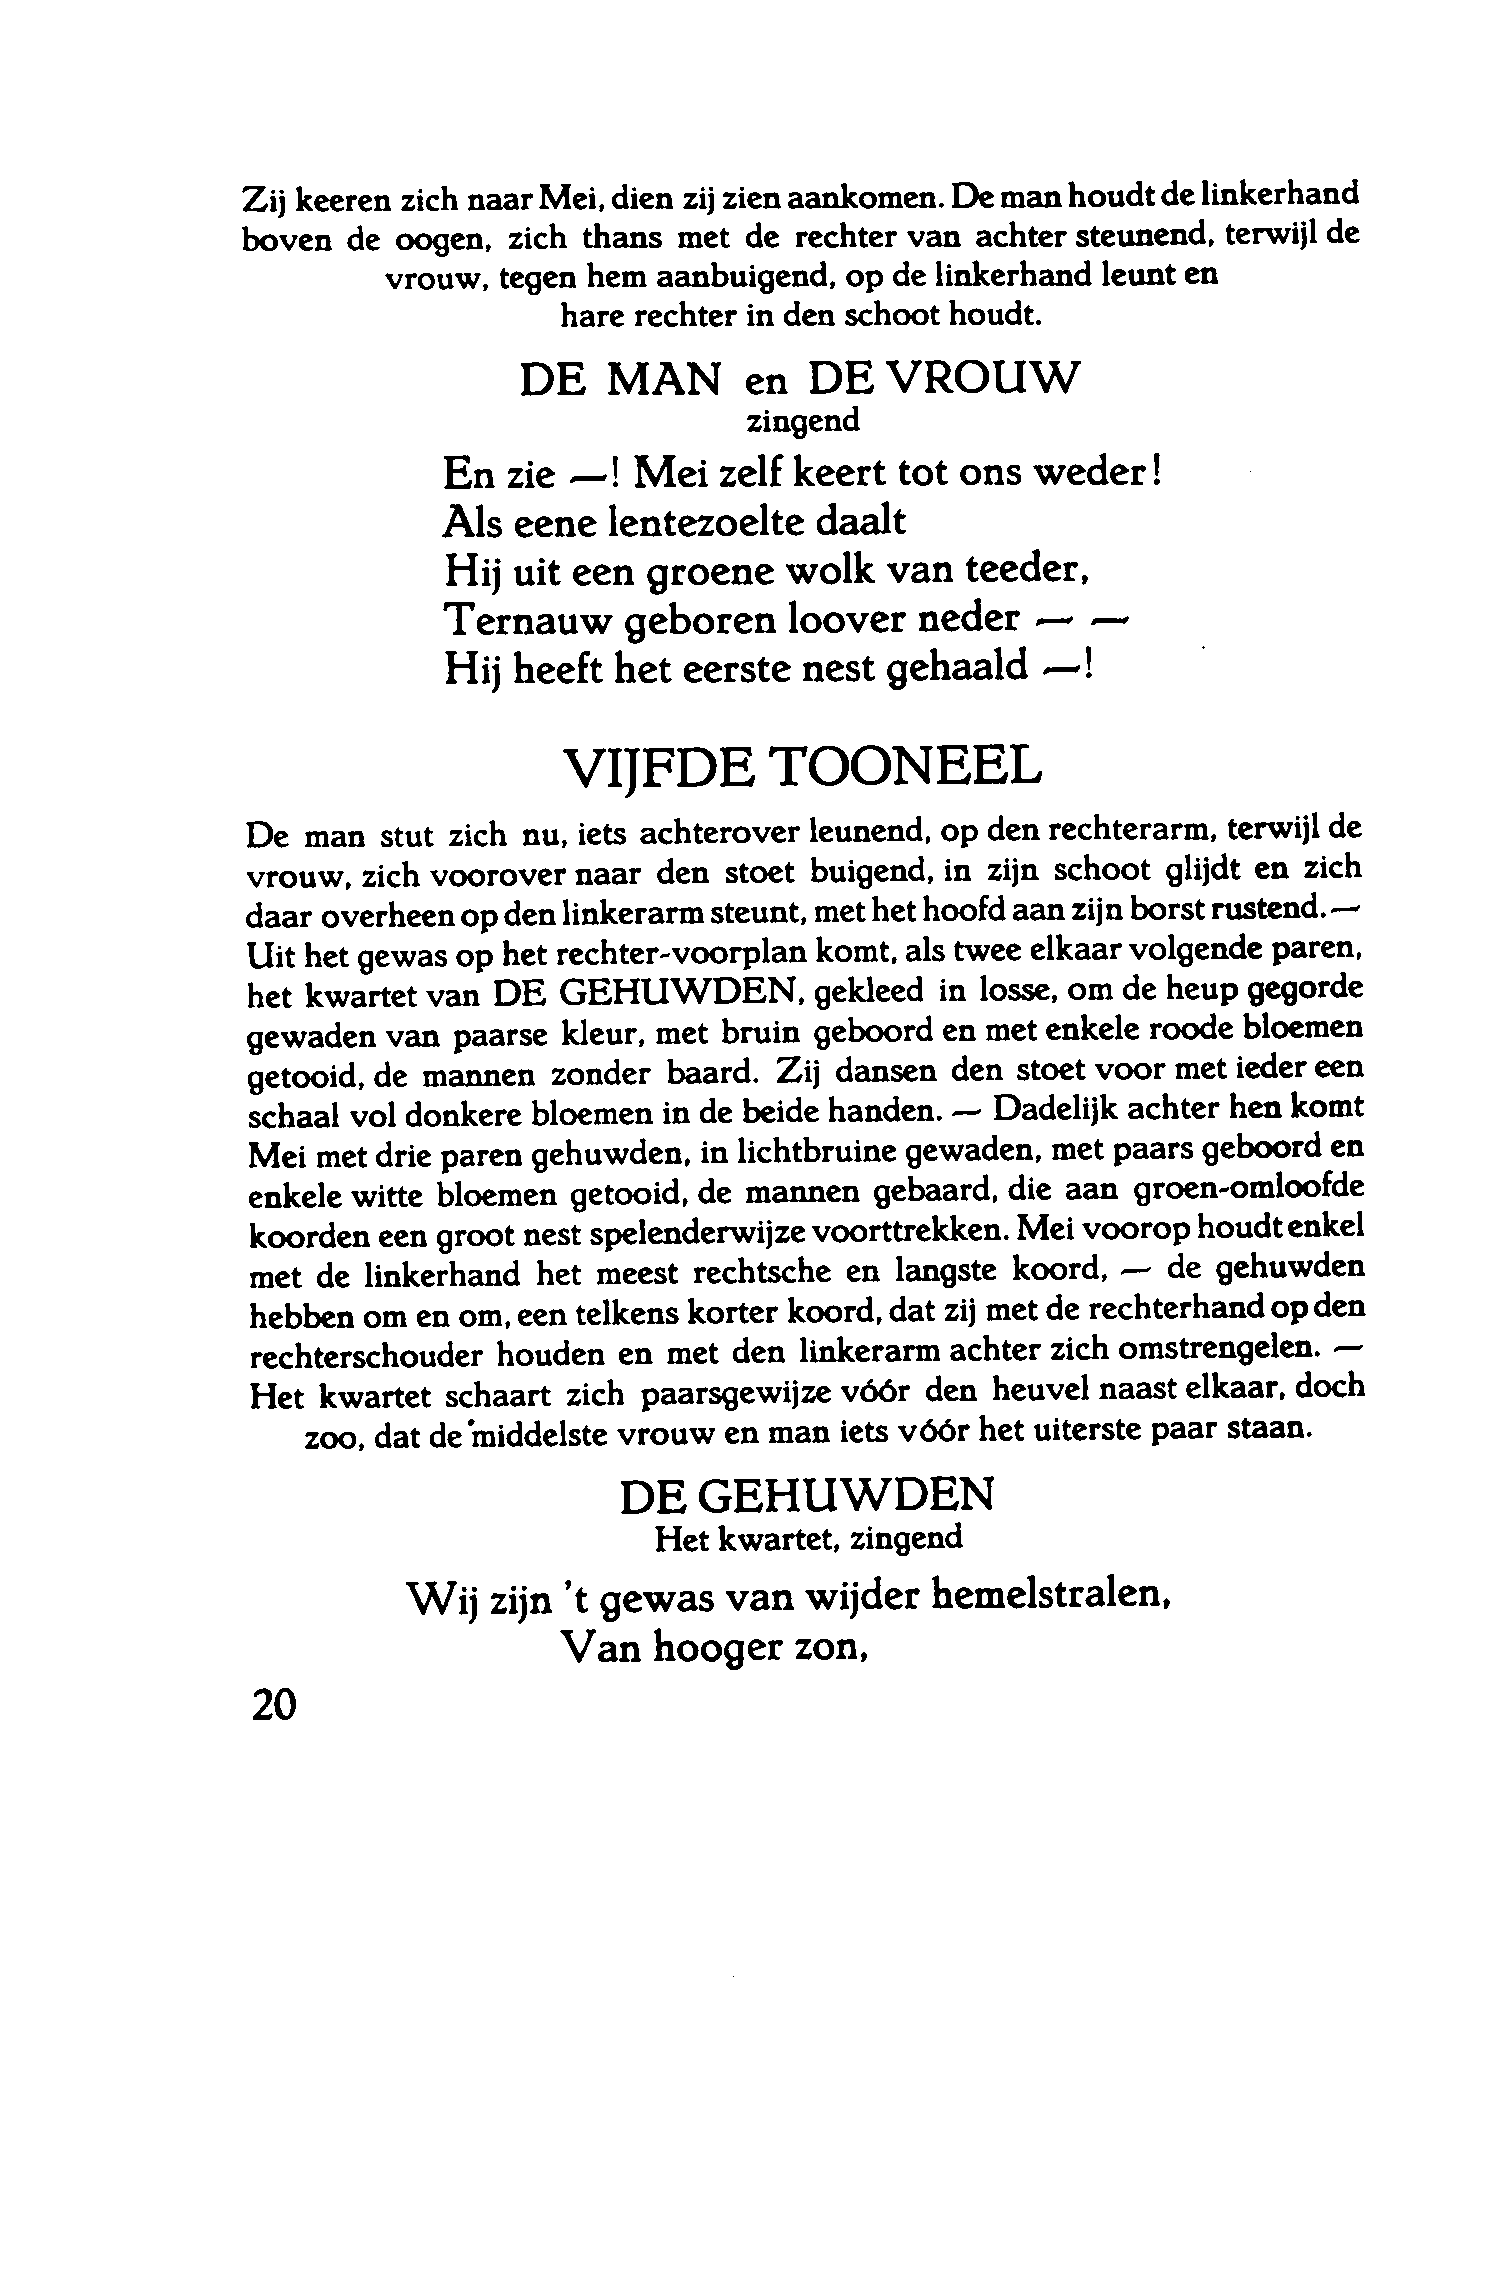 Zij keeren zich naar Mei, dien zij zien aankomen. De man houdt de linkerhand
boven de oogen, zich thans met de rechter van achter steunend, terwijl de
vrouw, tegen hem aanbuigend, op de linkerhand leunt en
hare rechter in den schoot houdt.
DE MAN en DE VROUW
zingend
En zie —! Mei zelf keert tot ons weder!
Als eene lentezoelte daalt
Hij uit een groene wolk van teeder,
Ternauw geboren loover neder — —
Hij heeft het eerste nest gehaald —!
VIJFDE TOONEEL
De man stut zich nu, iets achterover leunend, op den rechterarm, terwijl de
vrouw, zich voorover naar den stoet buigend, in zijn schoot glijdt en zich
daar overheen op den linkerarm steunt, met het hoofd aan zijn borst rustend. —
Uit het gewas op het rechter-voorplan komt, als twee elkaar volgende paren,
het kwartet van DE GEHUWDEN, gekleed in losse, om de heup gegorde
gewaden van paarse kleur, met bruin geboord en met enkele roode bloemen
getooid, de mannen zonder baard. Zij dansen den stoet voor met ieder een
schaal vol donkere bloemen in de beide handen. — Dadelijk achter hen komt
Mei met drie paren gehuwden, in lichtbruine gewaden, met paars geboord en
enkele witte bloemen getooid, de mannen gebaard, die aan groen-omloofde
koorden een groot nest spelenderwijze voorttrekken. Mei voorop houdt enkel
met de linkerhand het meest rechtsche en langste koord, — de gehuwden
hebben om en om, een telkens korter koord, dat zij met de rechterhand op den
rechterschouder houden en met den linkerarm achter zich omstrengelen. —
Het kwartet schaart zich paarsgewijze vóór den heuvel naast elkaar, doch
zoo, dat de middelste vrouw en man iets vóór het uiterste paar staan.
DE GEHUWDEN
Het kwartet, zingend
Wij zijn 't gewas van wijder hemelstralen,
Van hooger zon,
20